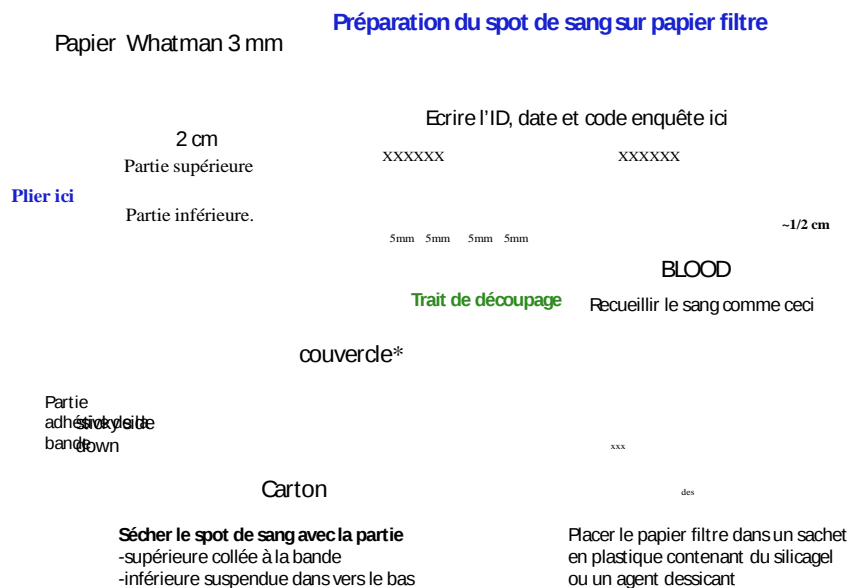 Préparation du spot de sang sur papier filtre
Papier Whatman 3 mm
Ecrire l'ID, date et code enquête ici
2 cm
XXXXXX XXXXXX
Partie supérieure
Plier ici
Partie inférieure.
~1/2 cm
5mm 5mm 5mm 5mm
BLOOD
Trait de découpage
Recueillir le sang comme ceci
couvercle*
Partie
adhésive de la
bande
sticky side
down
xxx
Carton
des
Sécher le spot de sang avec la partie
-supérieure collée à la bande
-inférieure suspendue dans vers le bas
Placer le papier filtre dans un sachet
en plastique contenant du silicagel
ou un agent dessicant